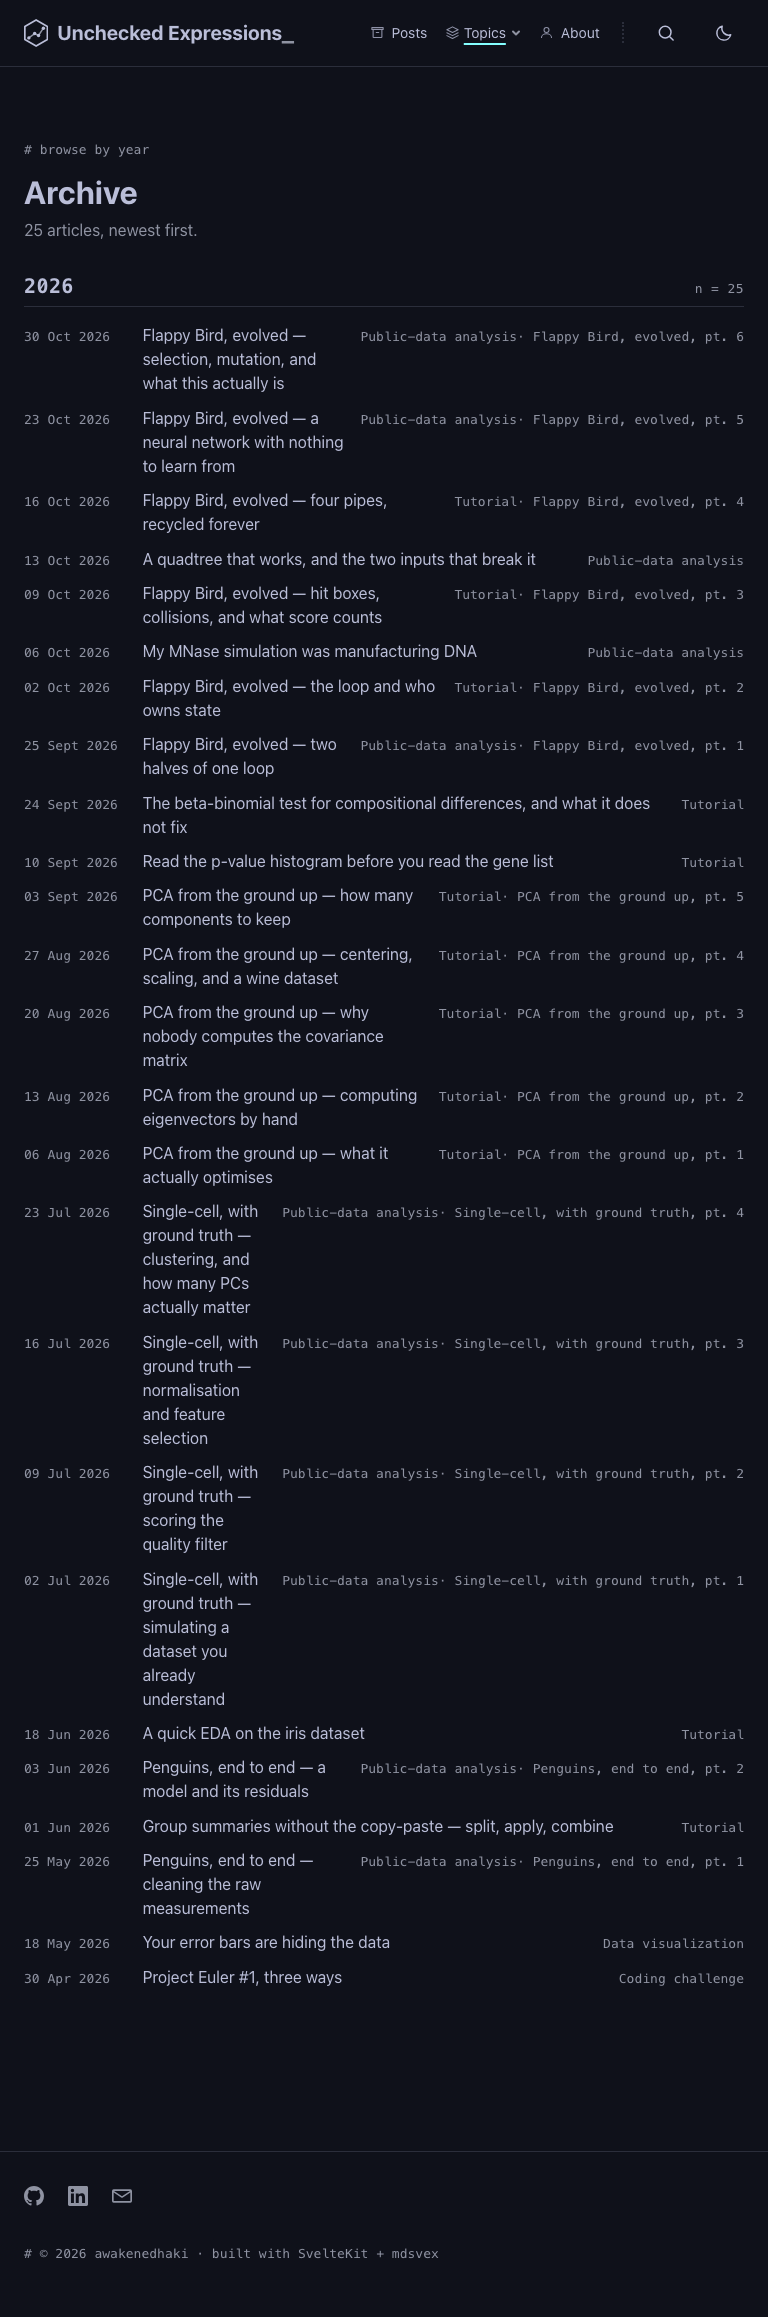 Unchecked Expressions_ Posts Topics About
# browse by year
Archive
25 articles, newest first.
2026 n = 25
30 Oct 2026 Flappy Bird, evolved — Public-data analysis· Flappy Bird, evolved, pt. 6
selection, mutation, and
what this actually is
23 Oct 2026 Flappy Bird, evolved — a Public-data analysis· Flappy Bird, evolved, pt. 5
neural network with nothing
to learn from
16 Oct 2026 Flappy Bird, evolved — four pipes, Tutorial· Flappy Bird, evolved, pt. 4
recycled forever
13 Oct 2026 A quadtree that works, and the two inputs that break it Public-data analysis
09 Oct 2026 Flappy Bird, evolved — hit boxes, Tutorial· Flappy Bird, evolved, pt. 3
collisions, and what score counts
06 Oct 2026 My MNase simulation was manufacturing DNA Public-data analysis
02 Oct 2026 Flappy Bird, evolved — the loop and who Tutorial· Flappy Bird, evolved, pt. 2
owns state
25 Sept 2026 Flappy Bird, evolved — two Public-data analysis· Flappy Bird, evolved, pt. 1
halves of one loop
24 Sept 2026 The beta-binomial test for compositional differences, and what it does Tutorial
not fix
10 Sept 2026 Read the p-value histogram before you read the gene list Tutorial
03 Sept 2026 PCA from the ground up — how many Tutorial· PCA from the ground up, pt. 5
components to keep
27 Aug 2026 PCA from the ground up — centering, Tutorial· PCA from the ground up, pt. 4
scaling, and a wine dataset
20 Aug 2026 PCA from the ground up — why Tutorial· PCA from the ground up, pt. 3
nobody computes the covariance
matrix
13 Aug 2026 PCA from the ground up — computing Tutorial· PCA from the ground up, pt. 2
eigenvectors by hand
06 Aug 2026 PCA from the ground up — what it Tutorial· PCA from the ground up, pt. 1
actually optimises
23 Jul 2026 Single-cell, with Public-data analysis· Single-cell, with ground truth, pt. 4
ground truth —
clustering, and
how many PCs
actually matter
16 Jul 2026 Single-cell, with Public-data analysis· Single-cell, with ground truth, pt. 3
ground truth —
normalisation
and feature
selection
09 Jul 2026 Single-cell, with Public-data analysis· Single-cell, with ground truth, pt. 2
ground truth —
scoring the
quality filter
02 Jul 2026 Single-cell, with Public-data analysis· Single-cell, with ground truth, pt. 1
ground truth —
simulating a
dataset you
already
understand
18 Jun 2026 A quick EDA on the iris dataset Tutorial
03 Jun 2026 Penguins, end to end — a Public-data analysis· Penguins, end to end, pt. 2
model and its residuals
01 Jun 2026 Group summaries without the copy-paste — split, apply, combine Tutorial
25 May 2026 Penguins, end to end — Public-data analysis· Penguins, end to end, pt. 1
cleaning the raw
measurements
18 May 2026 Your error bars are hiding the data Data visualization
30 Apr 2026 Project Euler #1, three ways Coding challenge
in
# © 2026 awakenedhaki · built with SvelteKit + mdsvex